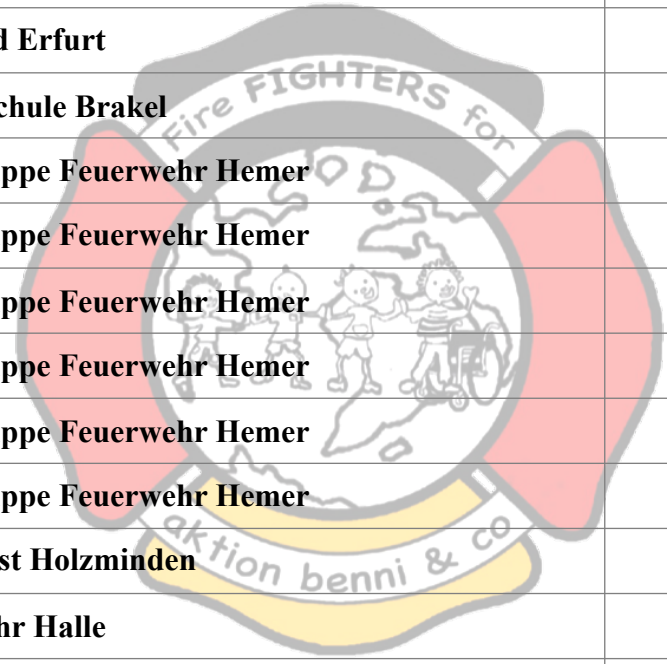 d Erfurt
chule Brakel
Fire FIGHTERS for
ppe Feuerwehr Hemer
ppe Feuerwehr Hemer
ppe Feuerwehr Hemer
ppe Feuerwehr Hemer
ppe Feuerwehr Hemer
ppe Feuerwehr Hemer
aktion benni & co
st Holzminden
hr Halle